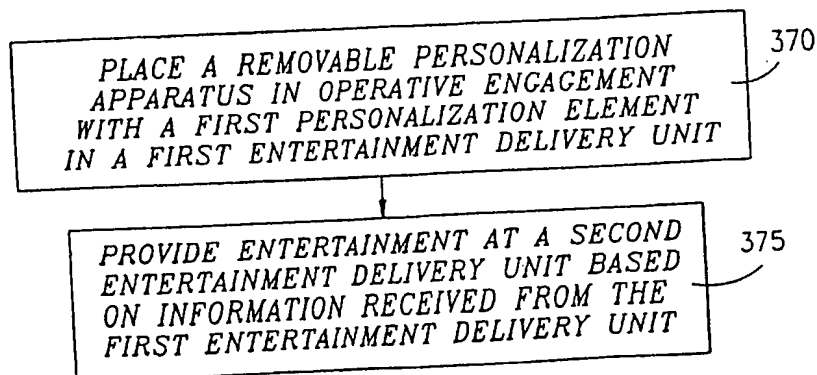 PLACE A REMOVABLE PERSONALIZATION
APPARATUS IN OPERATIVE ENGAGEMENT
WITH A FIRST PERSONALIZATION ELEMENT
IN A FIRST ENTERTAINMENT DELIVERY UNIT
370
PROVIDE ENTERTAINMENT AT A SECOND
ENTERTAINMENT DELIVERY UNIT BASED
ON INFORMATION RECEIVED FROM THE
FIRST ENTERTAINMENT DELIVERY UNIT
375